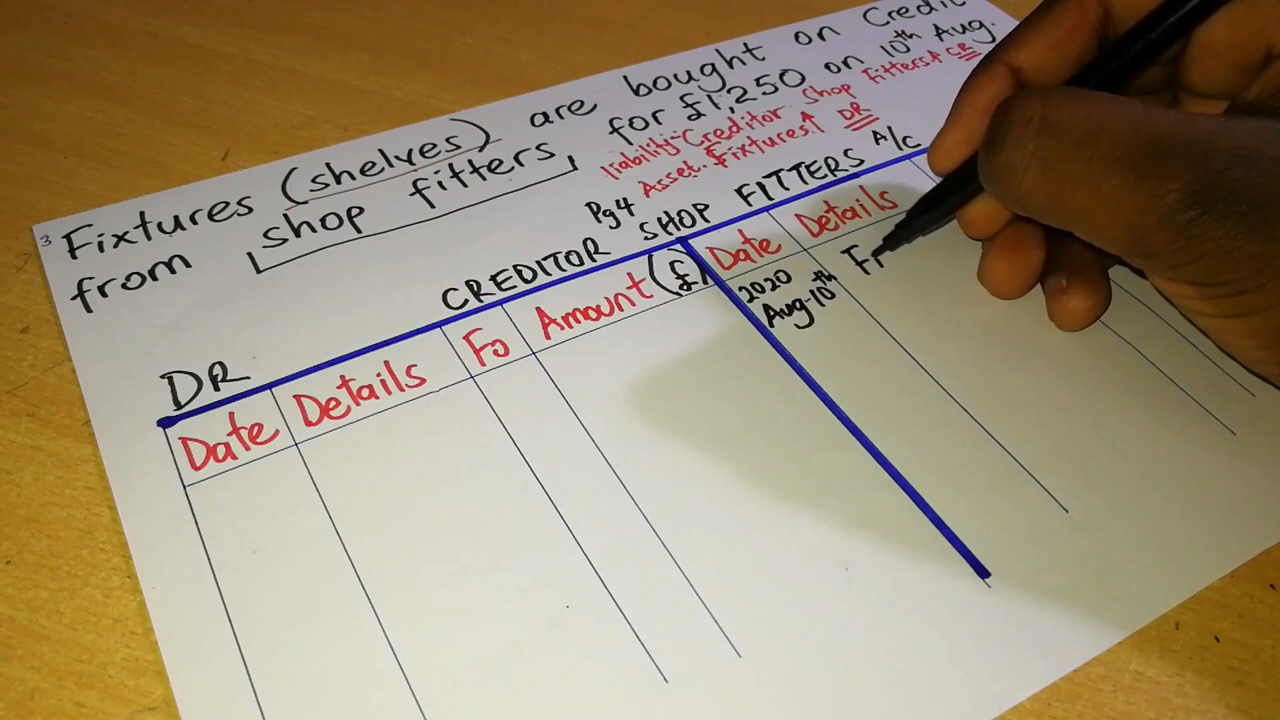 3 Fixtures (shelves) are bought on Credit
from shop fitters, for £1,250 on 10th Aug.
liability-Creditor. Shop Fitters↑ CR
Asset. Fixtures↑ DR
Pg4
CREDITOR SHOP FITTERS A/C
DR
Date Details Fo Amount (£) Date Details
2020
Aug-10th Fi